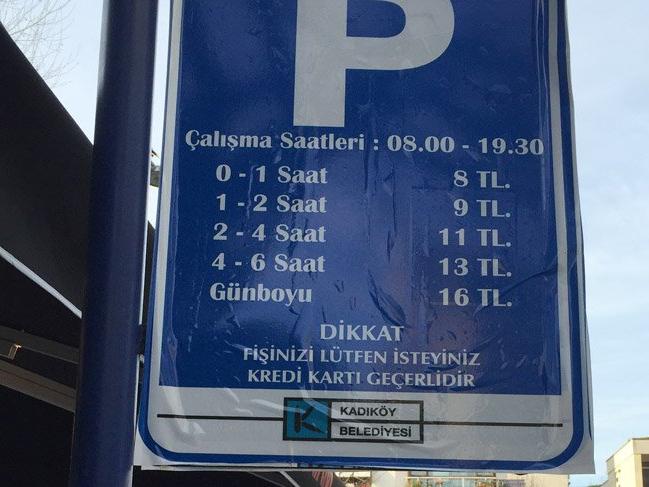 P
Çalışma Saatleri : 08.00 - 19.30
0 - 1 Saat 8 TL.
1 - 2 Saat 9 TL.
2 - 4 Saat 11 TL.
4 - 6 Saat 13 TL.
Günboyu 16 TL.
DİKKAT
FİŞİNİZİ LÜTFEN İSTEYİNİZ
KREDİ KARTI GEÇERLİDİR
K KADIKÖY
BELEDİYESİ